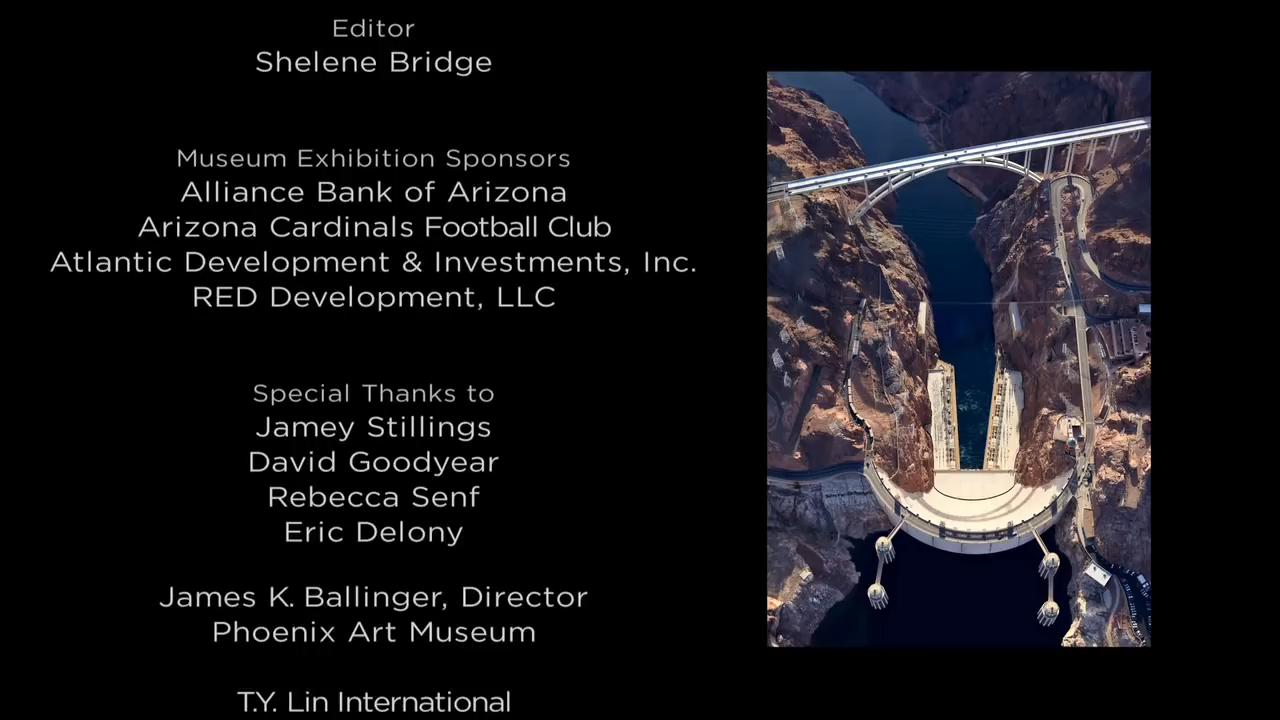 Editor
Shelene Bridge
Museum Exhibition Sponsors
Alliance Bank of Arizona
Arizona Cardinals Football Club
Atlantic Development & Investments, Inc.
RED Development, LLC
Special Thanks to
Jamey Stillings
David Goodyear
Rebecca Senf
Eric Delony
James K. Ballinger, Director
Phoenix Art Museum
T.Y. Lin International